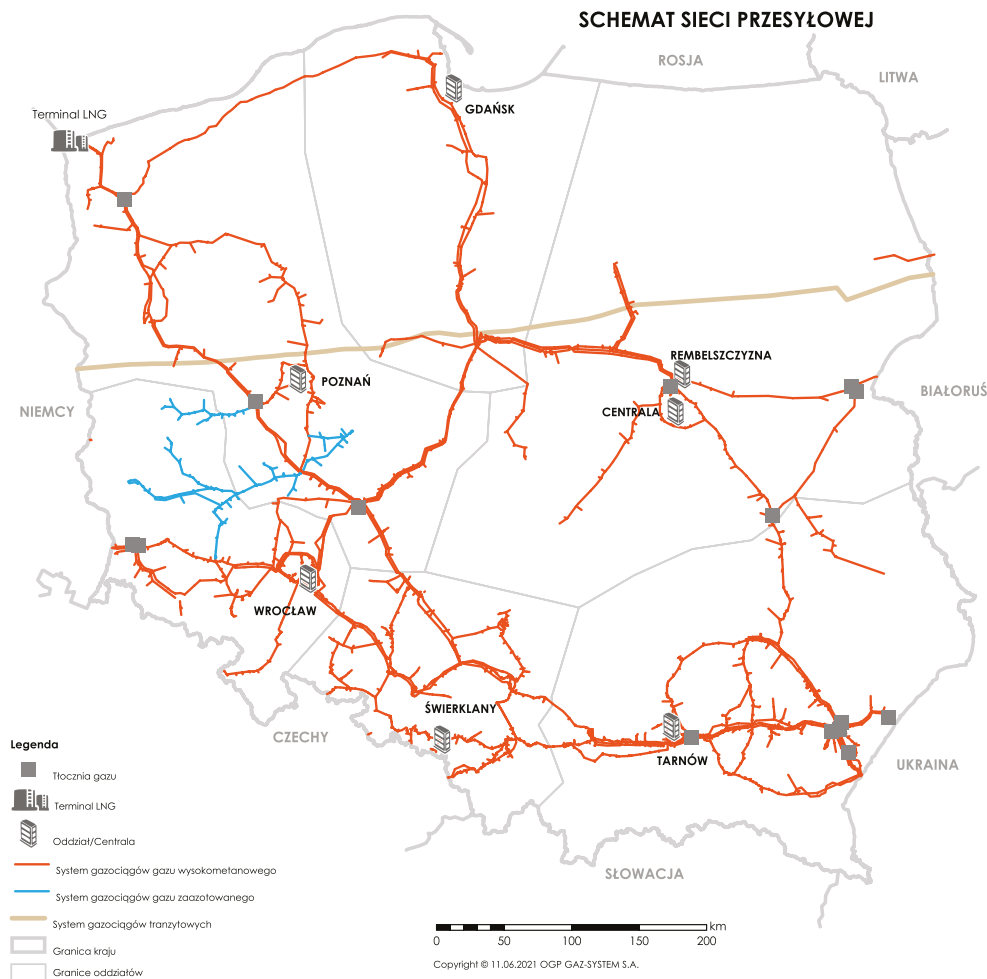 SCHEMAT SIECI PRZESYŁOWEJ
ROSJA
LITWA
Terminal LNG
GDAŃSK
REMBELSZCZYZNA
POZNAŃ
BIAŁORUŚ
NIEMCY
CENTRALA
WROCŁAW
ŚWIERKLANY
CZECHY
TARNÓW
UKRAINA
SŁOWACJA
Legenda
Tłocznia gazu
Terminal LNG
Oddział/Centrala
System gazociągów gazu wysokometanowego
System gazociągów gazu zaazotowanego
System gazociągów tranzytowych
Granica kraju
Granice oddziałów
km
0 50 100 150 200
Copyright © 11.06.2021 OGP GAZ-SYSTEM S.A.